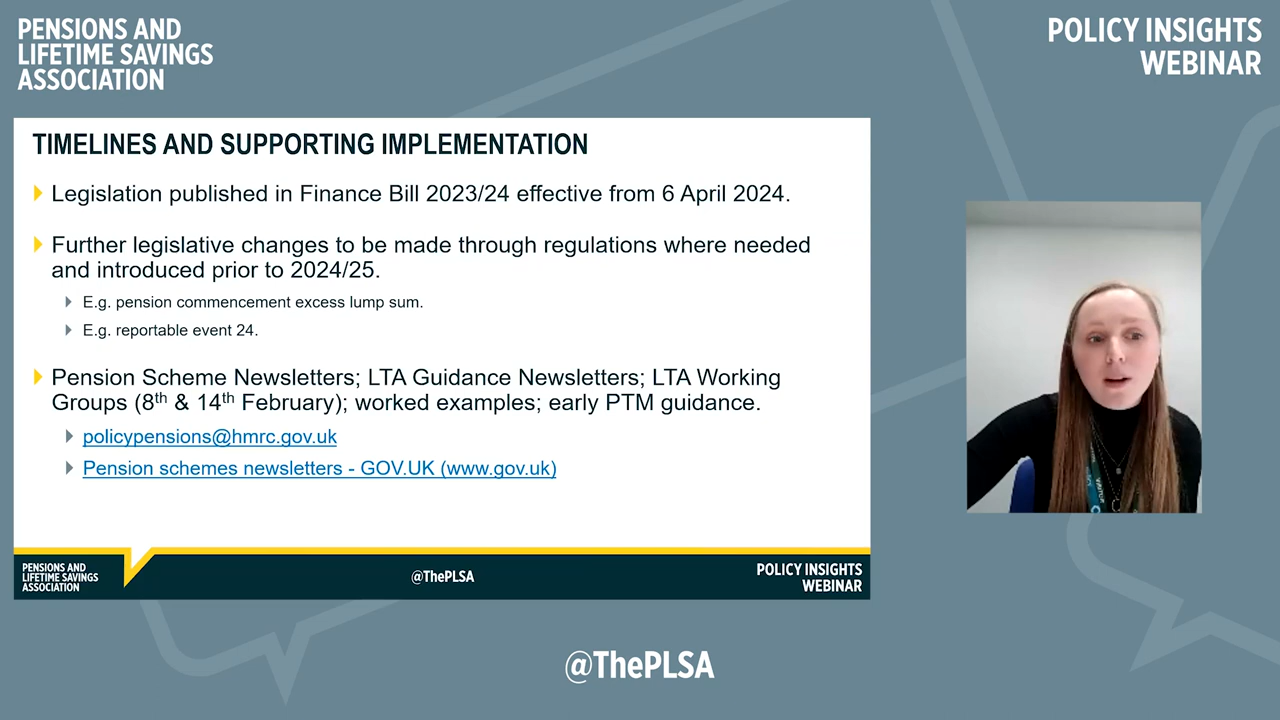 PENSIONS AND
LIFETIME SAVINGS
ASSOCIATION
POLICY INSIGHTS
WEBINAR
TIMELINES AND SUPPORTING IMPLEMENTATION
Legislation published in Finance Bill 2023/24 effective from 6 April 2024.
Further legislative changes to be made through regulations where needed
and introduced prior to 2024/25.
E.g. pension commencement excess lump sum.
E.g. reportable event 24.
Pension Scheme Newsletters; LTA Guidance Newsletters; LTA Working
Groups (8th & 14th February); worked examples; early PTM guidance.
policypensions@hmrc.gov.uk
Pension schemes newsletters - GOV.UK (www.gov.uk)
PENSIONS AND
LIFETIME SAVINGS
ASSOCIATION
@ThePLSA
POLICY INSIGHTS
WEBINAR
@ThePLSA